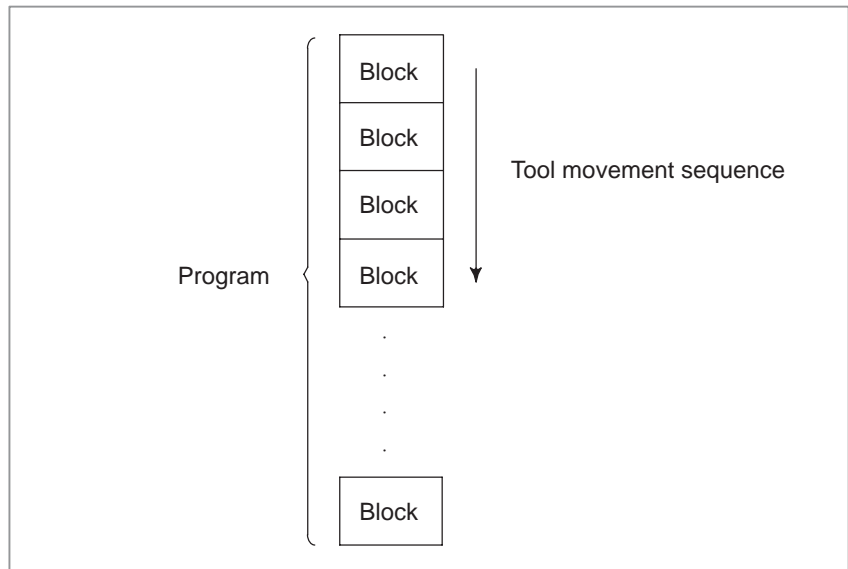 Block
Block
Tool movement sequence
Block
Program
Block
.
.
.
.
Block